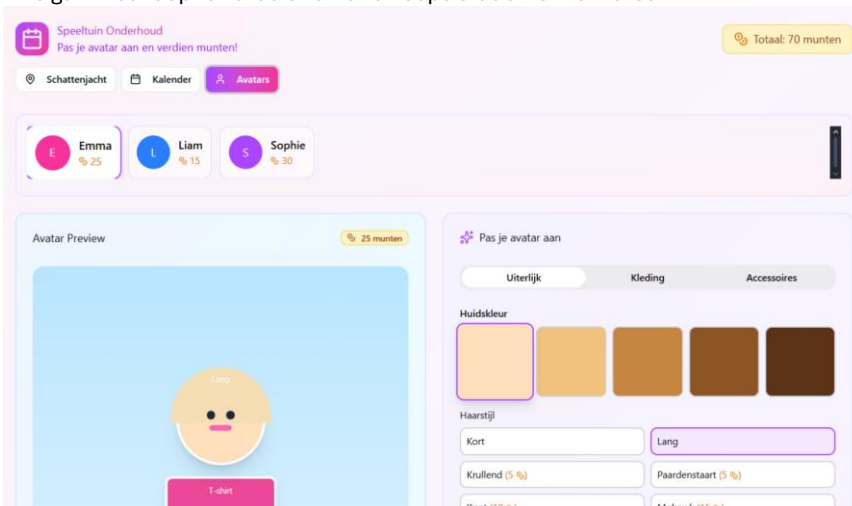 Speeltuin Onderhoud
Pas je avatar aan en verdien munten!
Totaal: 70 munten
Schattenjacht
Kalender
Avatars
E
Emma
25
L
Liam
15
S
Sophie
30
Avatar Preview
25 munten
Pas je avatar aan
Uiterlijk
Kleding
Accessoires
Huidskleur
Lang
Haarstijl
Kort
Lang
Krullend (5
Paardenstaart (5
T-shirt